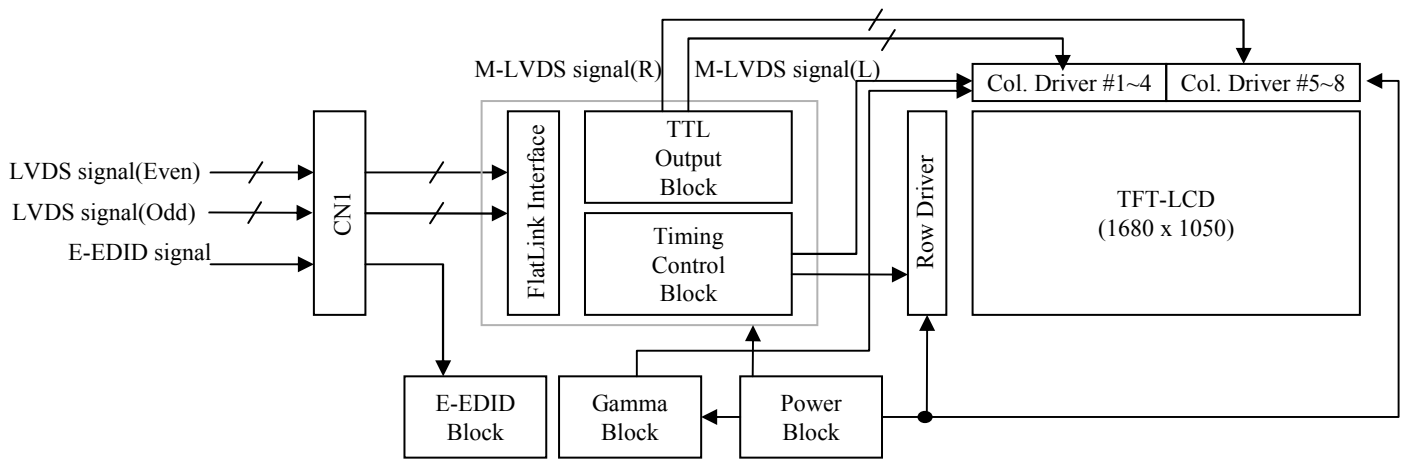 M-LVDS signal(R)
M-LVDS signal(L)
Col. Driver #1~4
Col. Driver #5~8
LVDS signal(Even)
LVDS signal(Odd)
E-EDID signal
CN1
FlatLink Interface
TTL
Output
Block
Timing
Control
Block
Row Driver
TFT-LCD
(1680 x 1050)
E-EDID
Block
Gamma
Block
Power
Block